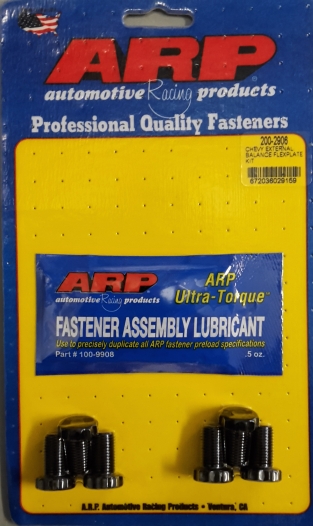 ARP
automotive Racing products
Professional Quality Fasteners
200-2906
CHEVY EXTERNAL
BALANCE FLEXPLATE
KIT
672036029169
ARP
automotive Racing products
ARP
Ultra-Torque™
FASTENER ASSEMBLY LUBRICANT
Use to precisely duplicate all ARP fastener preload specifications
Part # 100-9908
.5 oz.
A.R.P. Automotive Racing Products • Ventura, CA